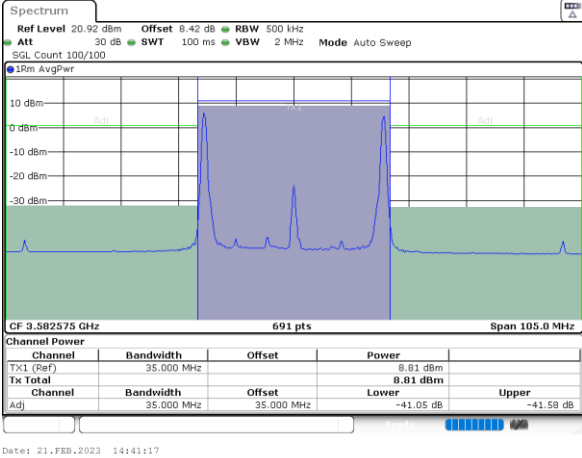 Spectrum
Ref Level 20.92 dBm Offset 8.42 dB RBW 500 kHz
Att 30 dB SWT 100 ms VBW 2 MHz Mode Auto Sweep
SGL Count 100/100
1Rm AvgPwr
10 dBm
Adj TX1 Adj
0 dBm
-10 dBm
-20 dBm
-30 dBm
CF 3.582575 GHz 691 pts Span 105.0 MHz
Channel Power
Channel Bandwidth Offset Power
TX1 (Ref) 35.000 MHz 8.81 dBm
Tx Total 8.81 dBm
Channel Bandwidth Offset Lower Upper
Adj 35.000 MHz 35.000 MHz -41.05 dB -41.58 dB
Ready
Date: 21.FEB.2023 14:41:17